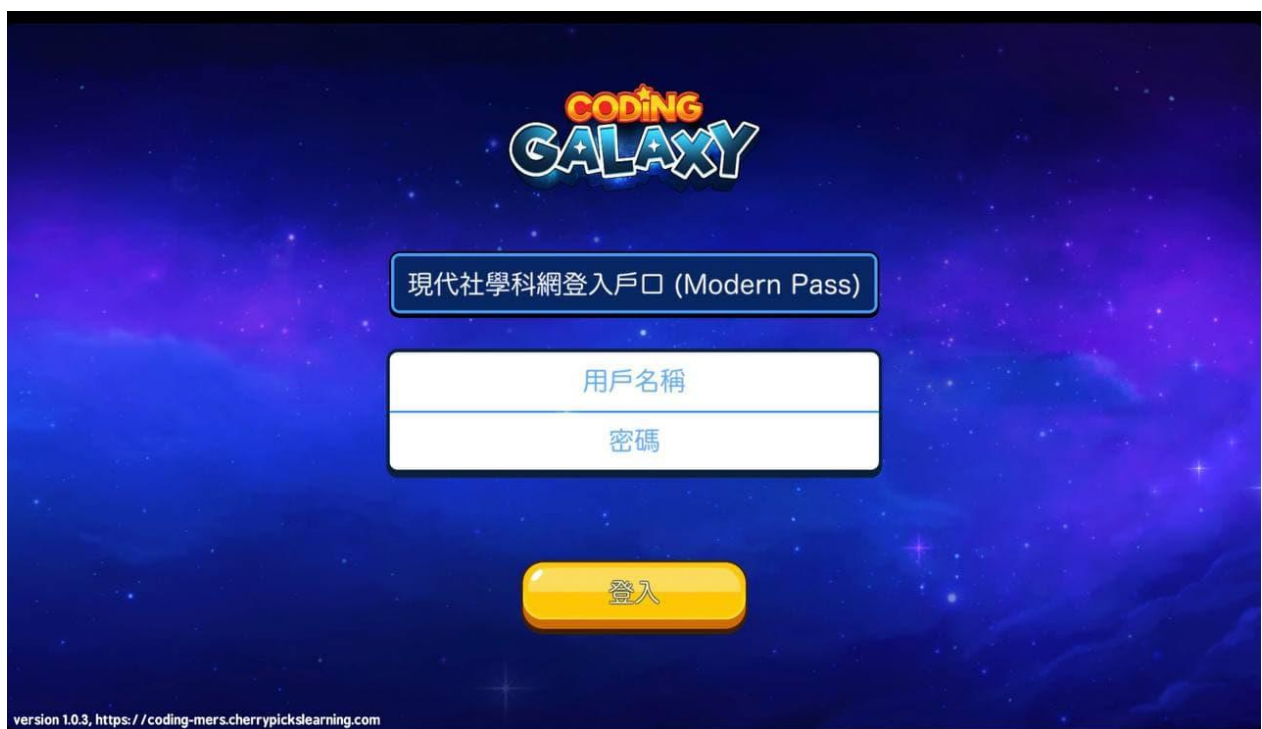 CODING
GALAXY
現代社學科網登入戶口 (Modern Pass)
用戶名稱
密碼
登入
version 1.0.3, https://coding-mers.cherrypickslearning.com